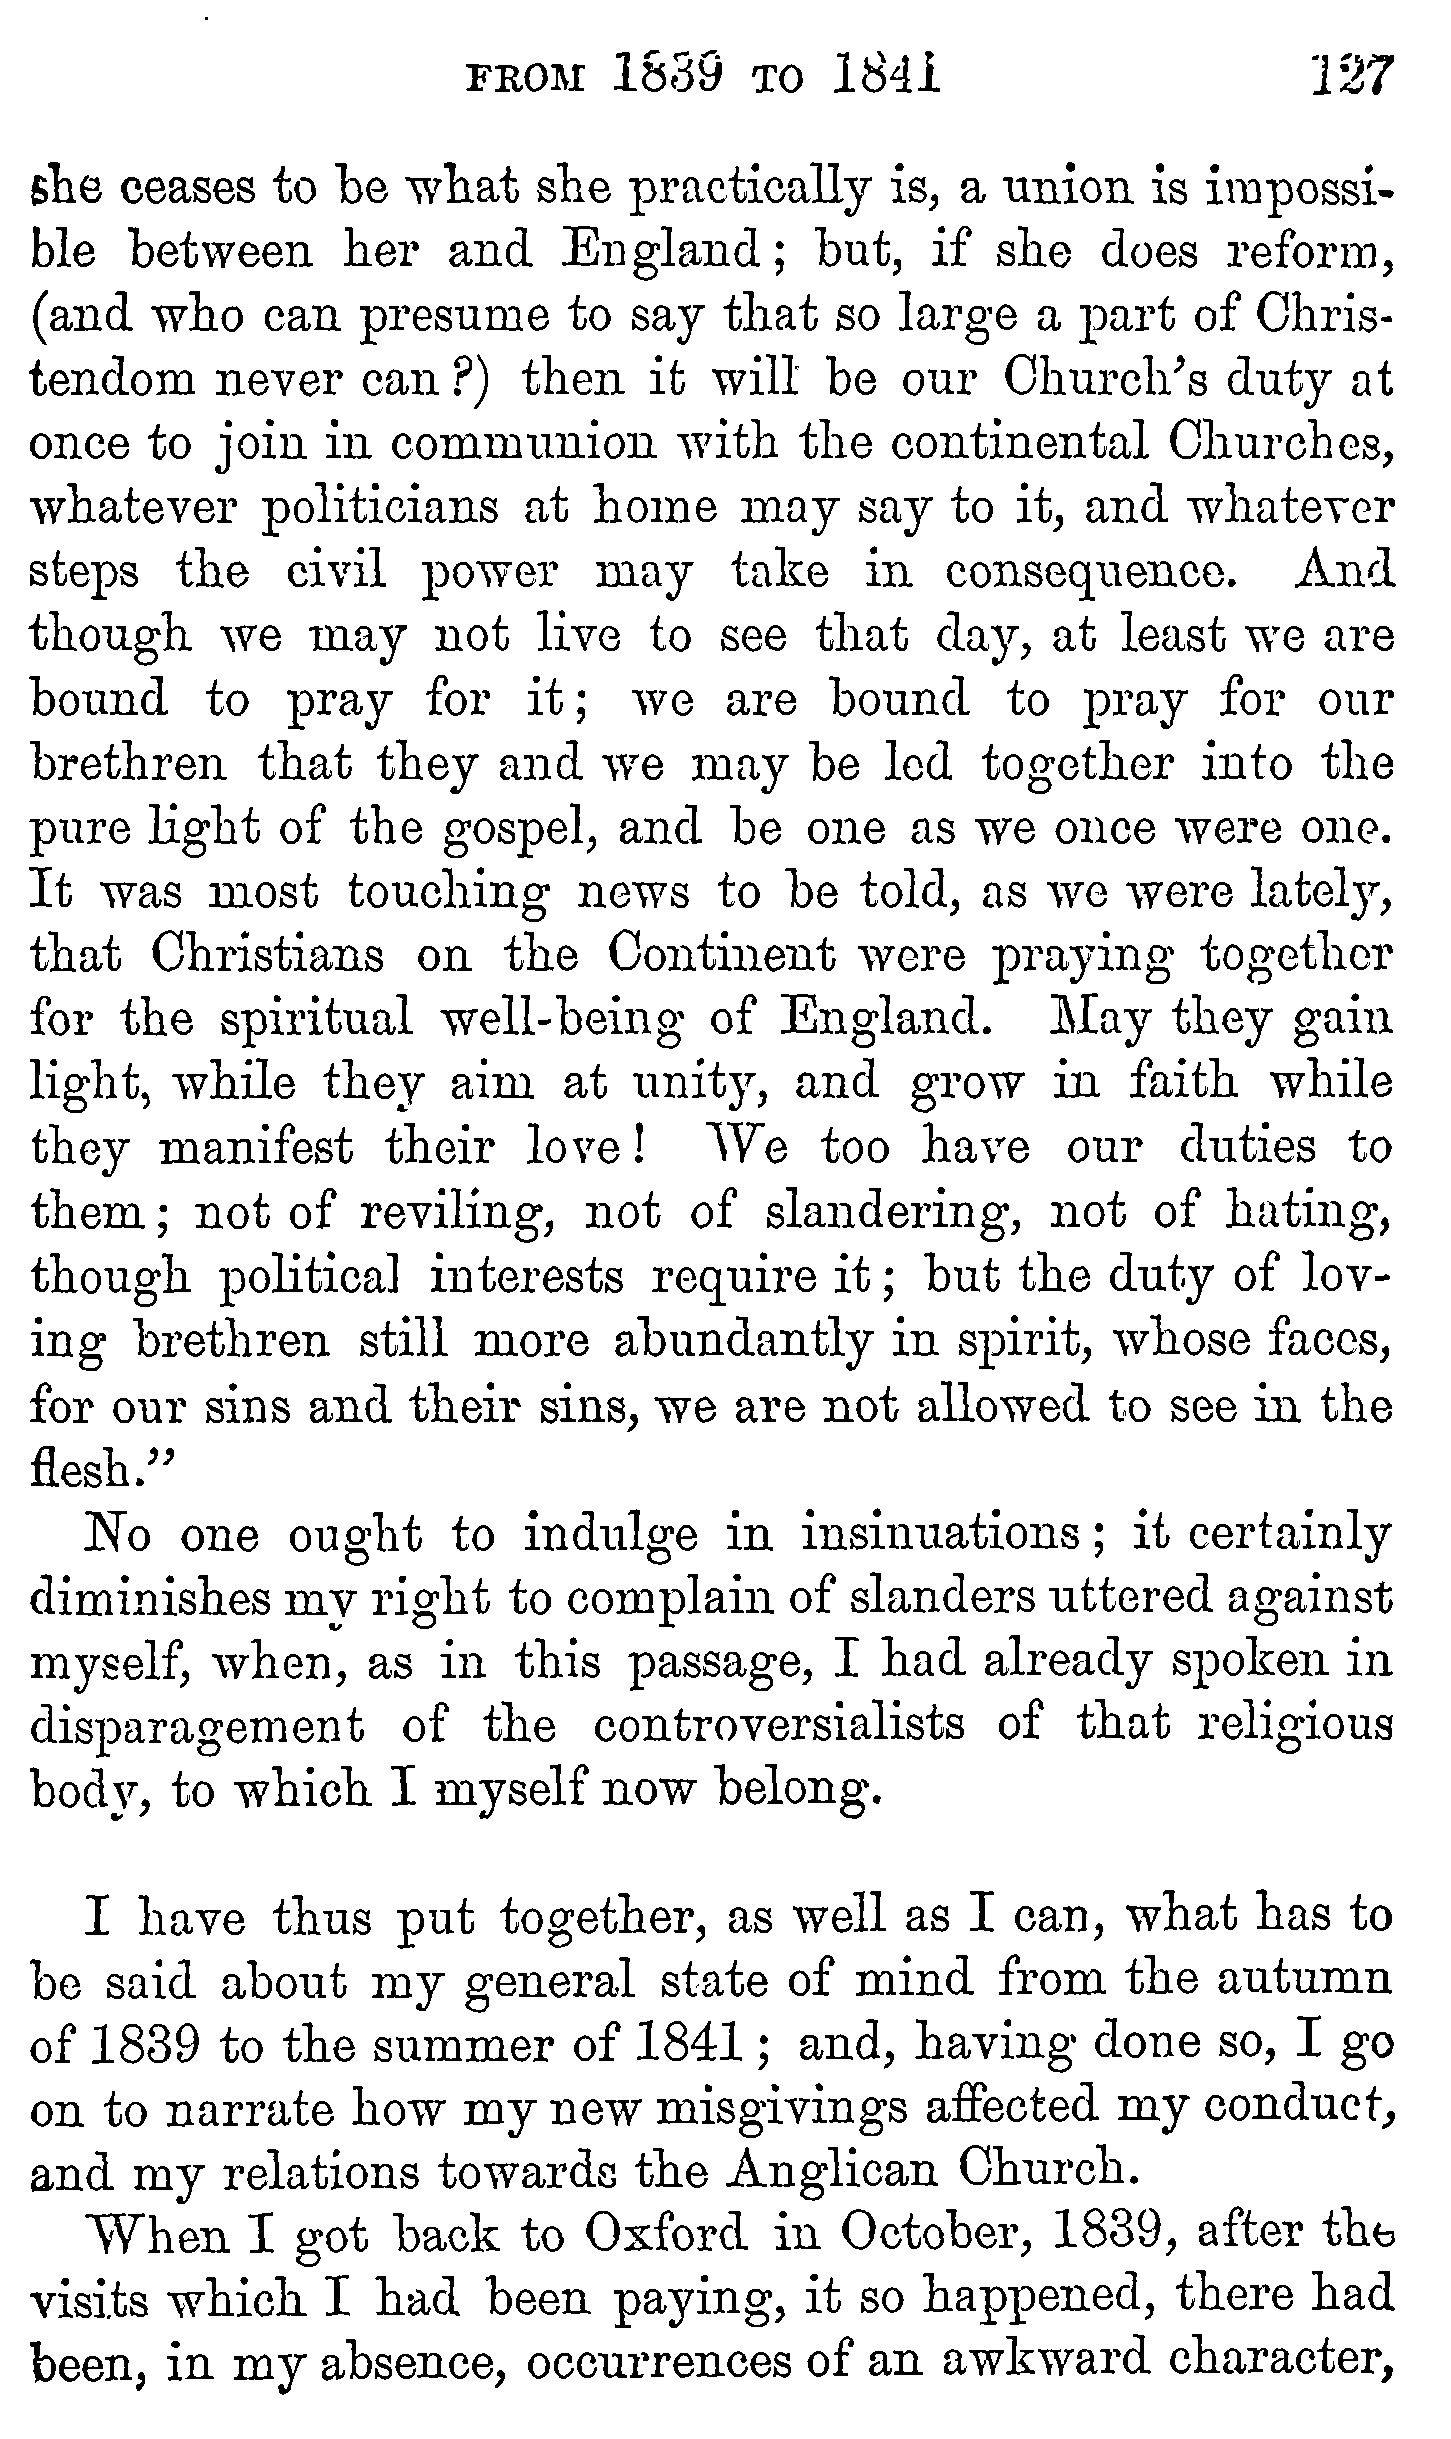 FROM 1839 TO 1841 127
she ceases to be what she practically is, a union is impossi-
ble between her and England; but, if she does reform,
(and who can presume to say that so large a part of Chris-
tendom never can?) then it will be our Church's duty at
once to join in communion with the continental Churches,
whatever politicians at home may say to it, and whatever
steps the civil power may take in consequence. And
though we may not live to see that day, at least we are
bound to pray for it; we are bound to pray for our
brethren that they and we may be led together into the
pure light of the gospel, and be one as we once were one.
It was most touching news to be told, as we were lately,
that Christians on the Continent were praying together
for the spiritual well-being of England. May they gain
light, while they aim at unity, and grow in faith while
they manifest their love! We too have our duties to
them; not of reviling, not of slandering, not of hating,
though political interests require it; but the duty of lov-
ing brethren still more abundantly in spirit, whose faces,
for our sins and their sins, we are not allowed to see in the
flesh."
No one ought to indulge in insinuations; it certainly
diminishes my right to complain of slanders uttered against
myself, when, as in this passage, I had already spoken in
disparagement of the controversialists of that religious
body, to which I myself now belong.
I have thus put together, as well as I can, what has to
be said about my general state of mind from the autumn
of 1839 to the summer of 1841; and, having done so, I go
on to narrate how my new misgivings affected my conduct,
and my relations towards the Anglican Church.
When I got back to Oxford in October, 1839, after the
visits which I had been paying, it so happened, there had
been, in my absence, occurrences of an awkward character,